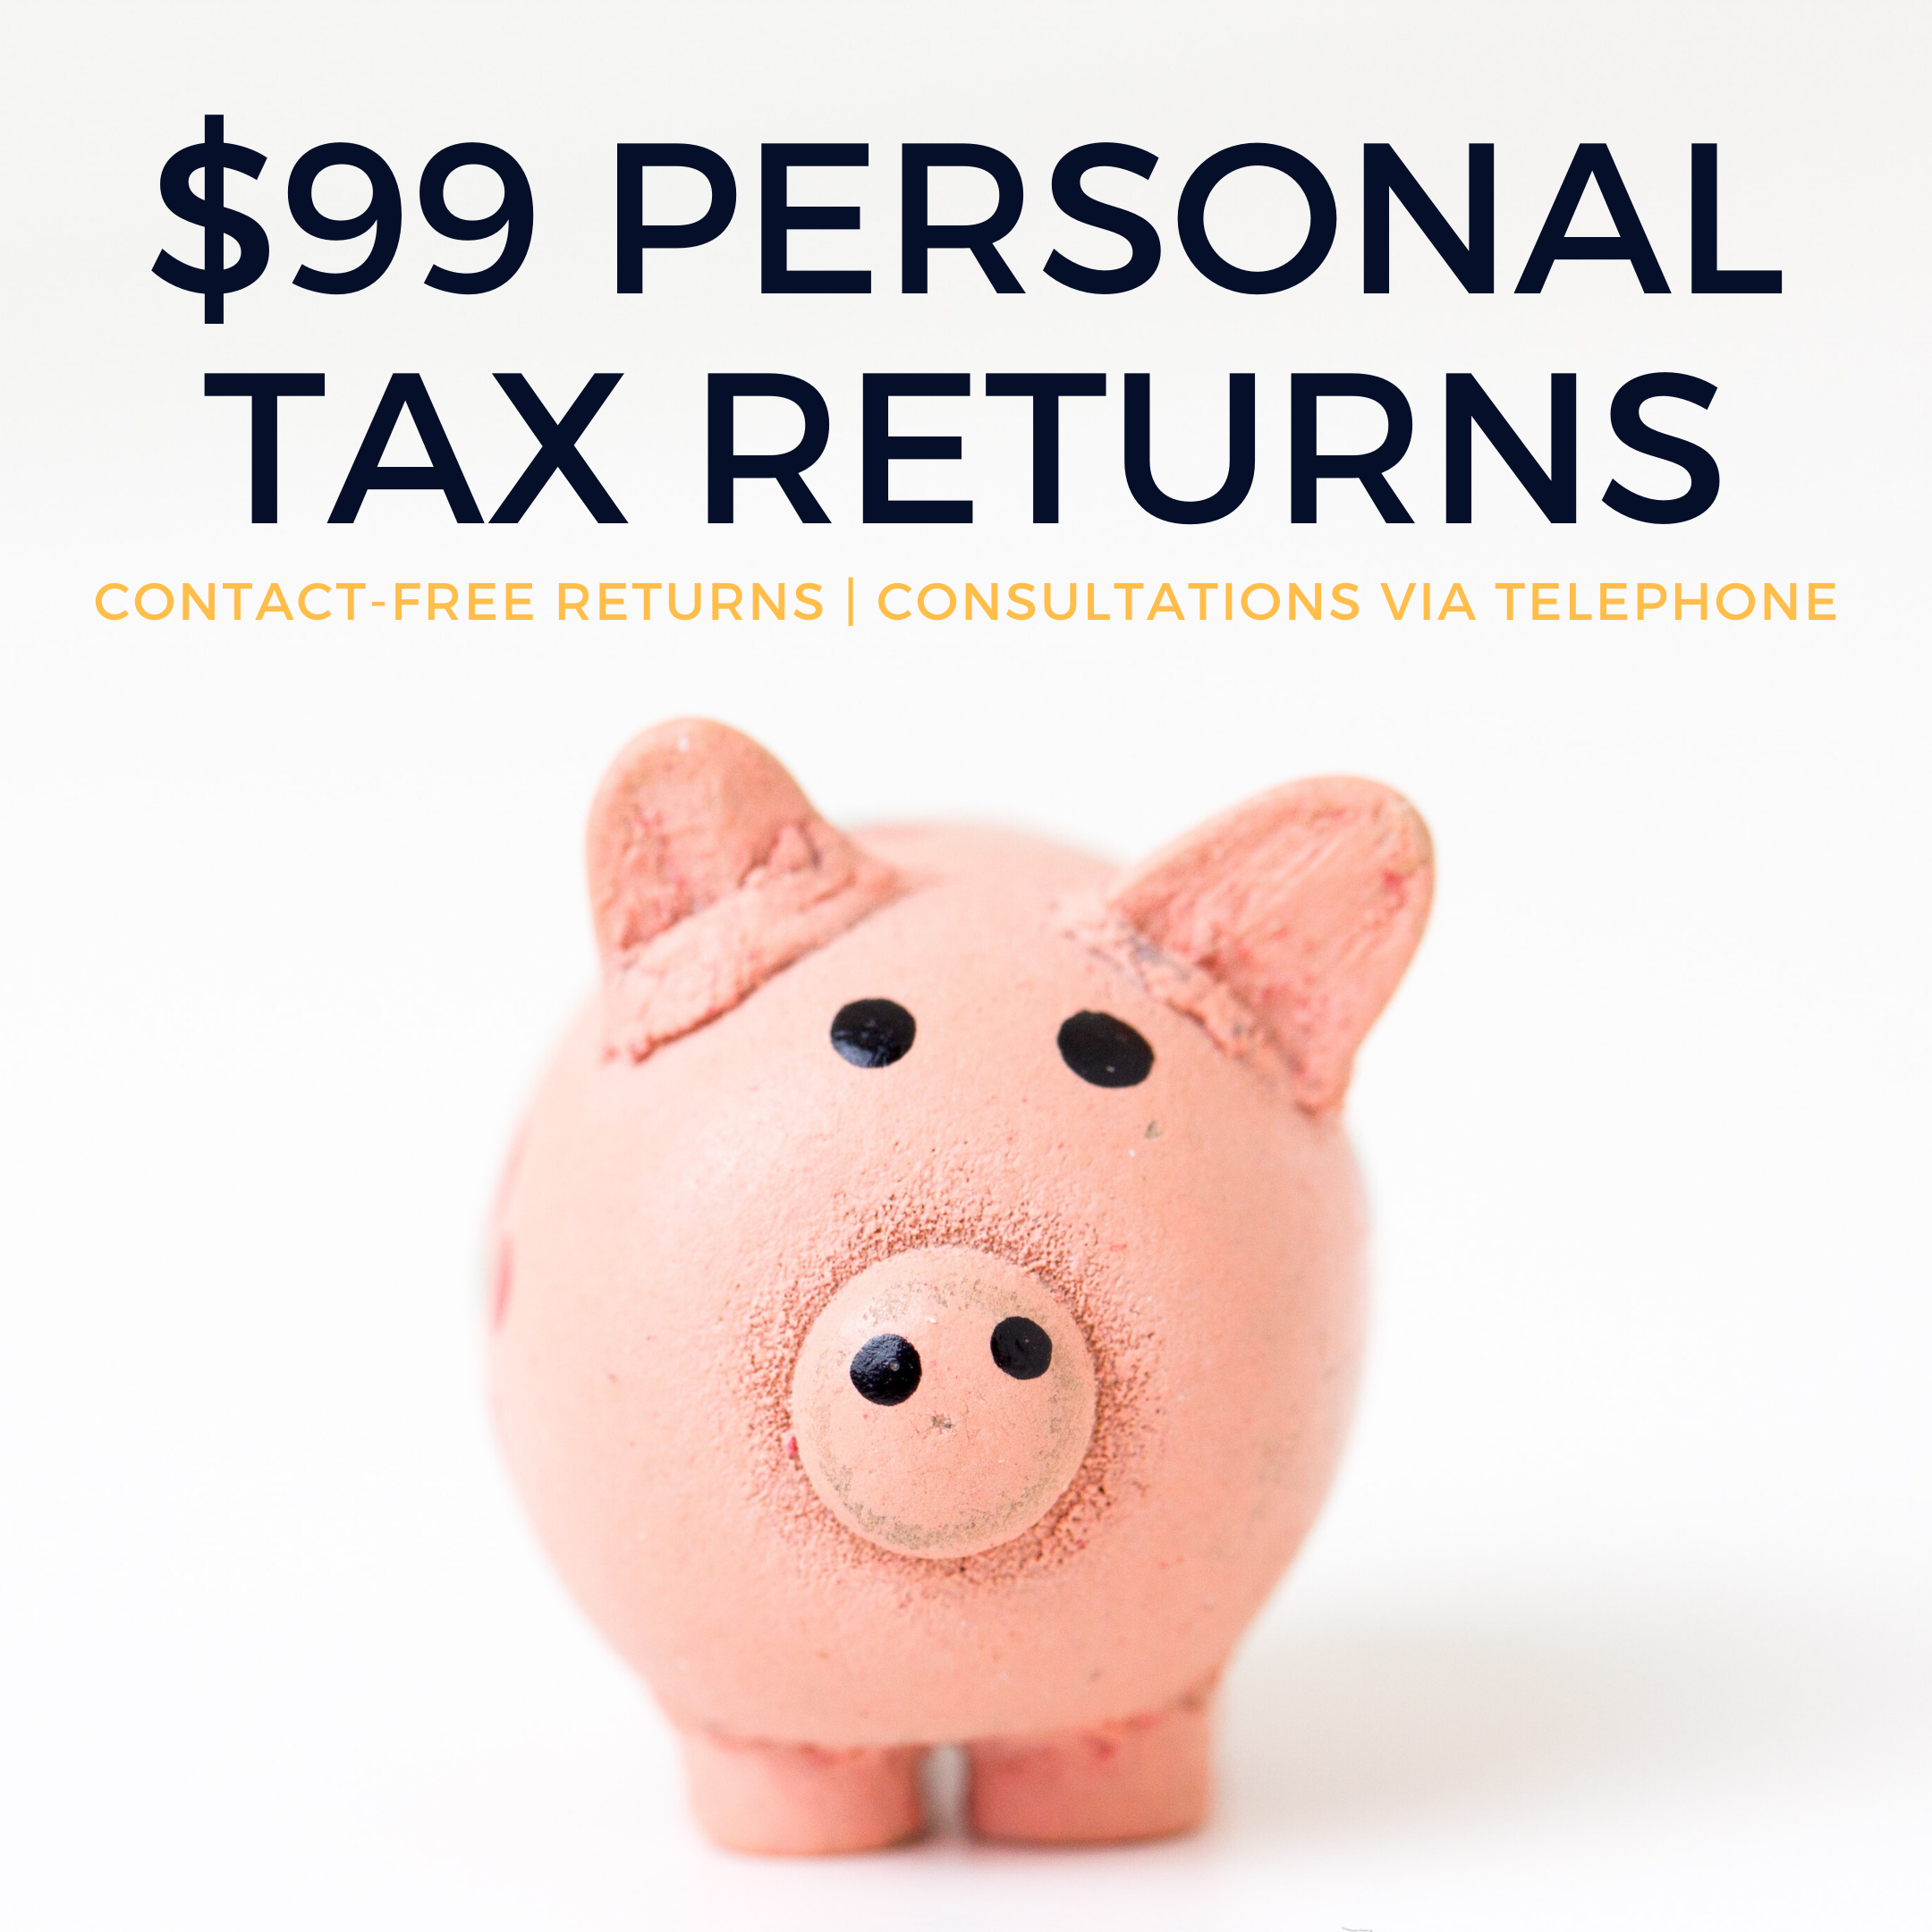 $99 PERSONAL
TAX RETURNS
CONTACT-FREE RETURNS | CONSULTATIONS VIA TELEPHONE